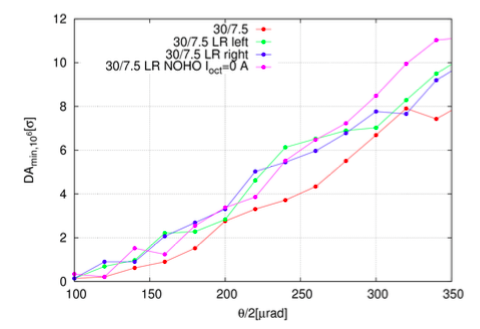 12
10
8
6
4
2
0
DA_min,10^6[σ]
30/7.5
30/7.5 LR left
30/7.5 LR right
30/7.5 LR NOHO I_oct=0 A
100 150 200 250 300 350
θ/2[μrad]